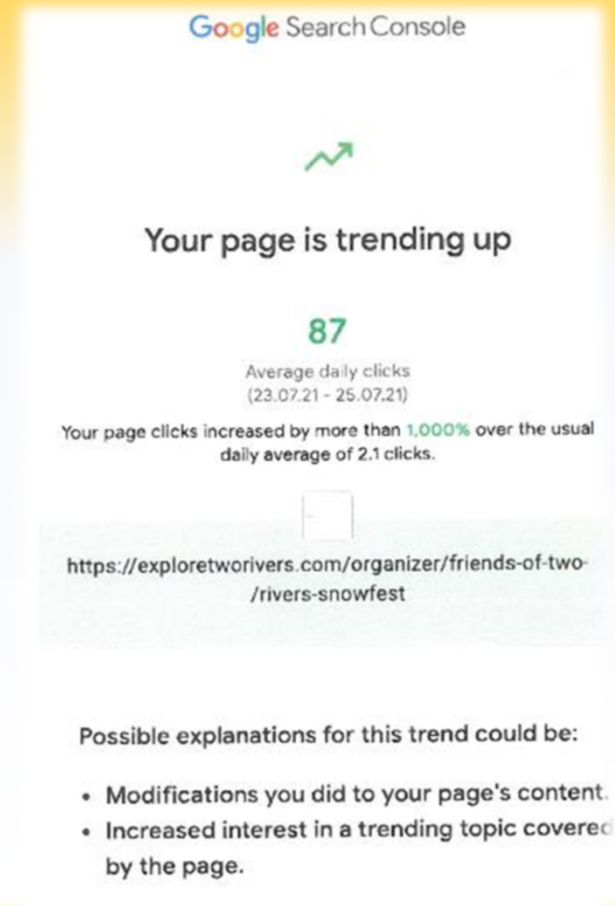 Google Search Console
Your page is trending up
87
Average daily clicks
(23.07.21 - 25.07.21)
Your page clicks increased by more than 1,000% over the usual
daily average of 2.1 clicks.
https://exploretworivers.com/organizer/friends-of-two-
/rivers-snowfest
Possible explanations for this trend could be:
• Modifications you did to your page's content.
• Increased interest in a trending topic covered
by the page.